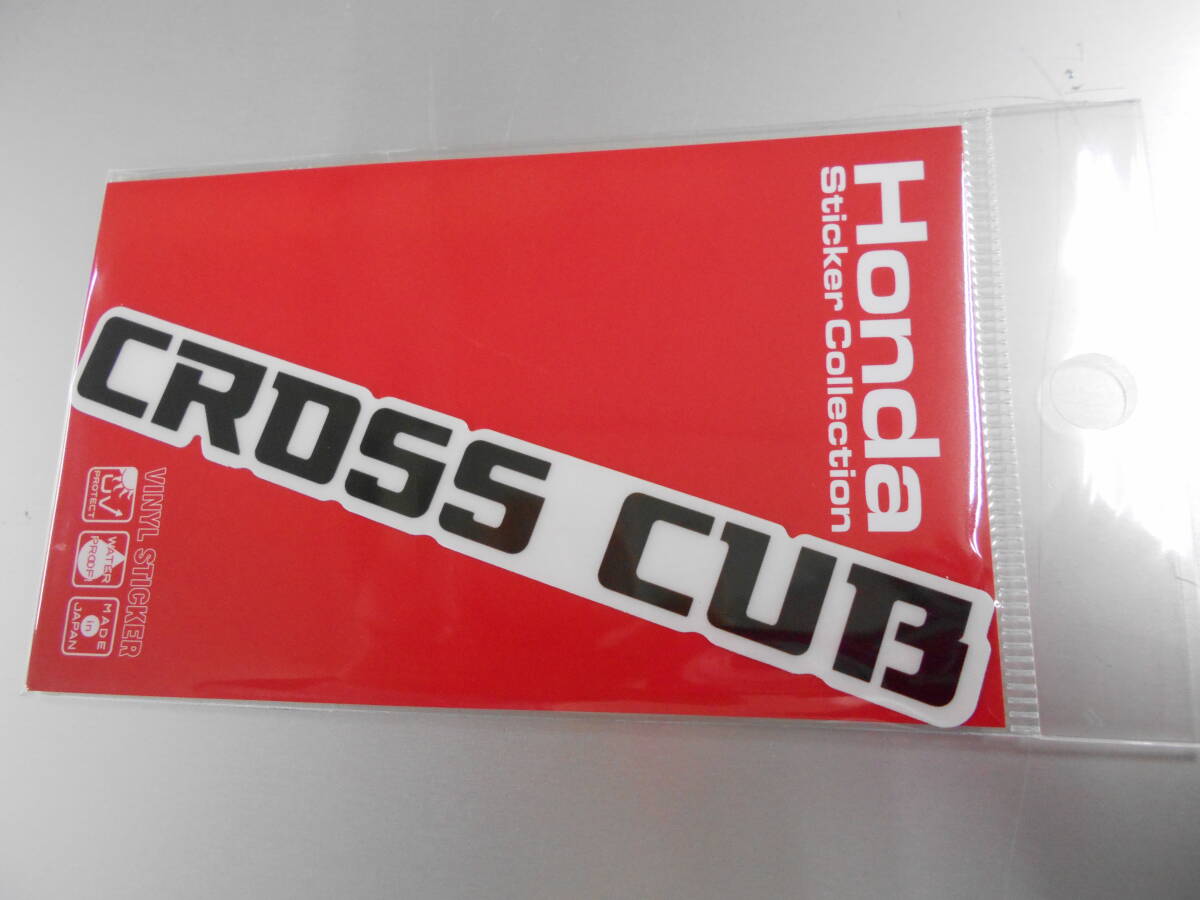 Honda
Sticker Collection
CROSS CUB
VINYL STICKER
UV
PROTECT
WATER
PROOF!
MADE
in
JAPAN